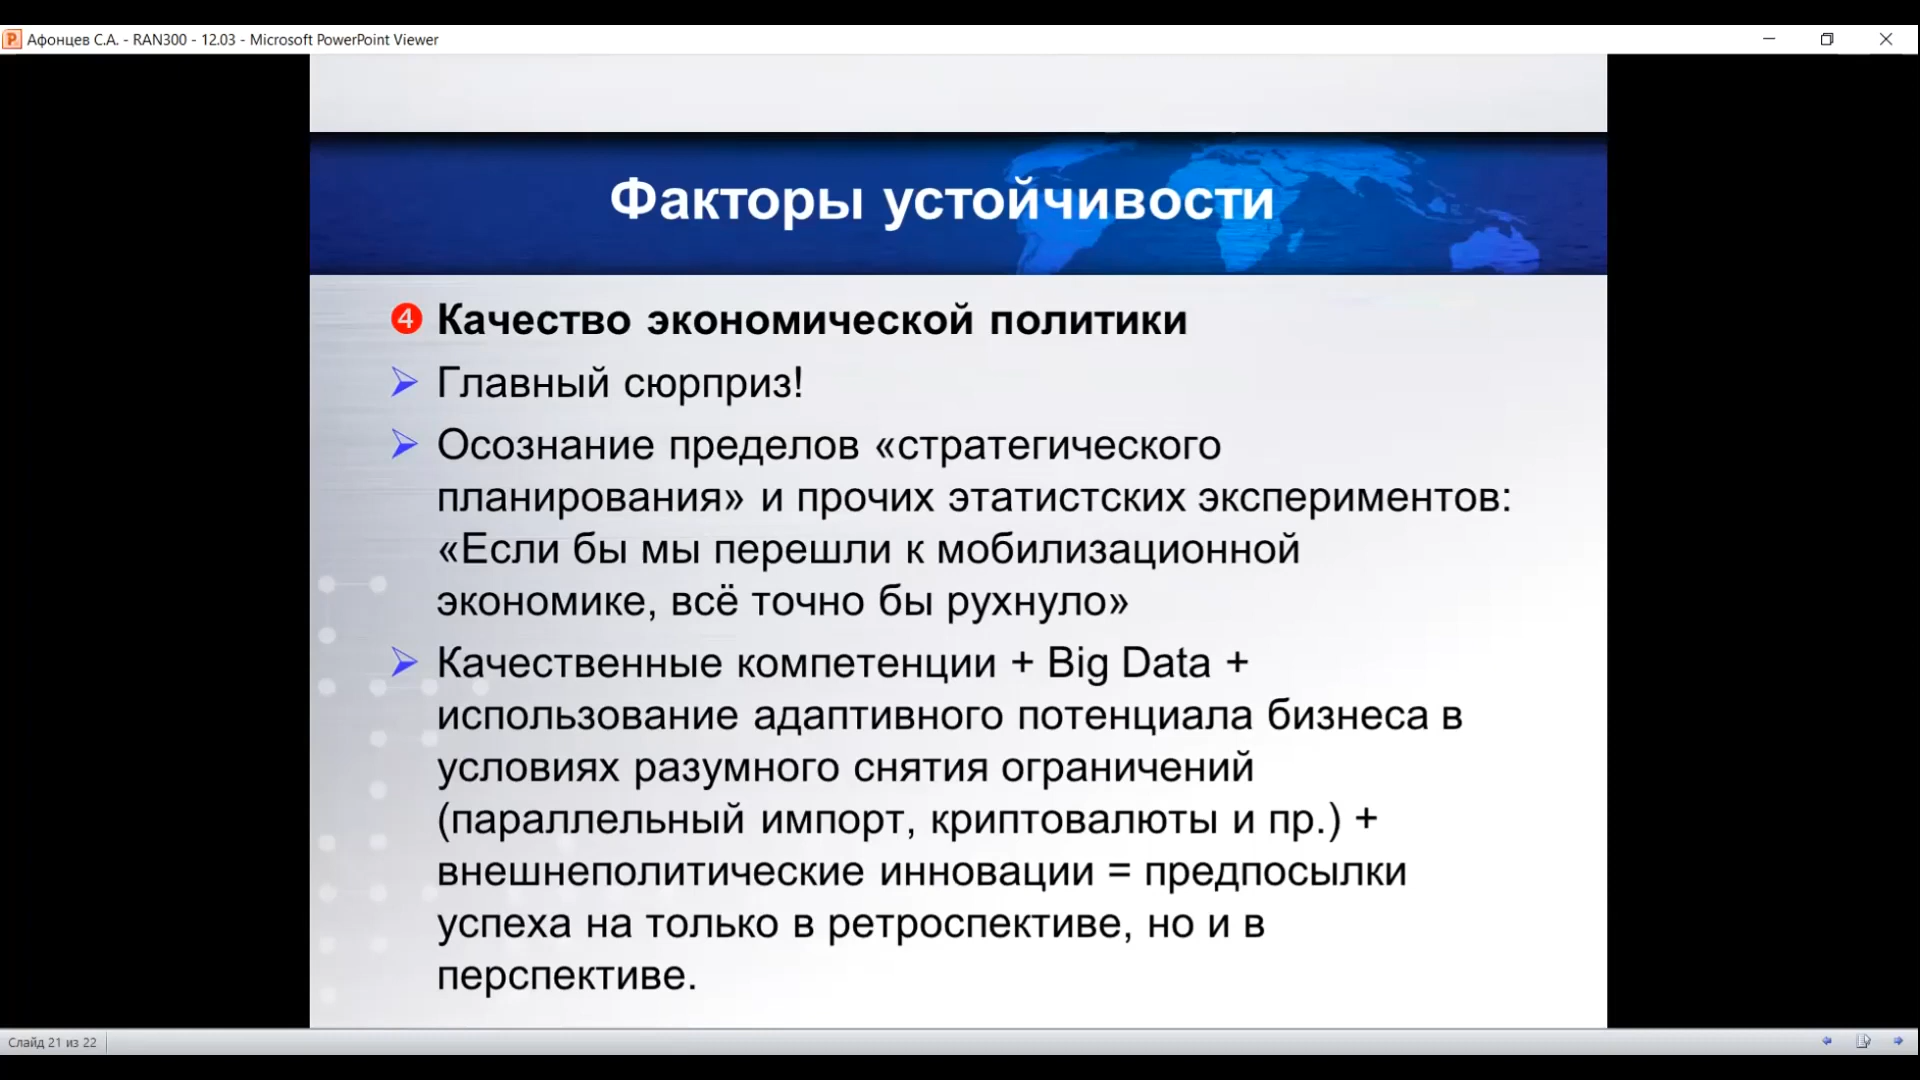 Афонцев С.А. - RAN300 - 12.03 - Microsoft PowerPoint Viewer
Факторы устойчивости
4 Качество экономической политики
Главный сюрприз!
Осознание пределов «стратегического
планирования» и прочих этатистских экспериментов:
«Если бы мы перешли к мобилизационной
экономике, всё точно бы рухнуло»
Качественные компетенции + Big Data +
использование адаптивного потенциала бизнеса в
условиях разумного снятия ограничений
(параллельный импорт, криптовалюты и пр.) +
внешнеполитические инновации = предпосылки
успеха на только в ретроспективе, но и в
перспективе.
Слайд 21 из 22